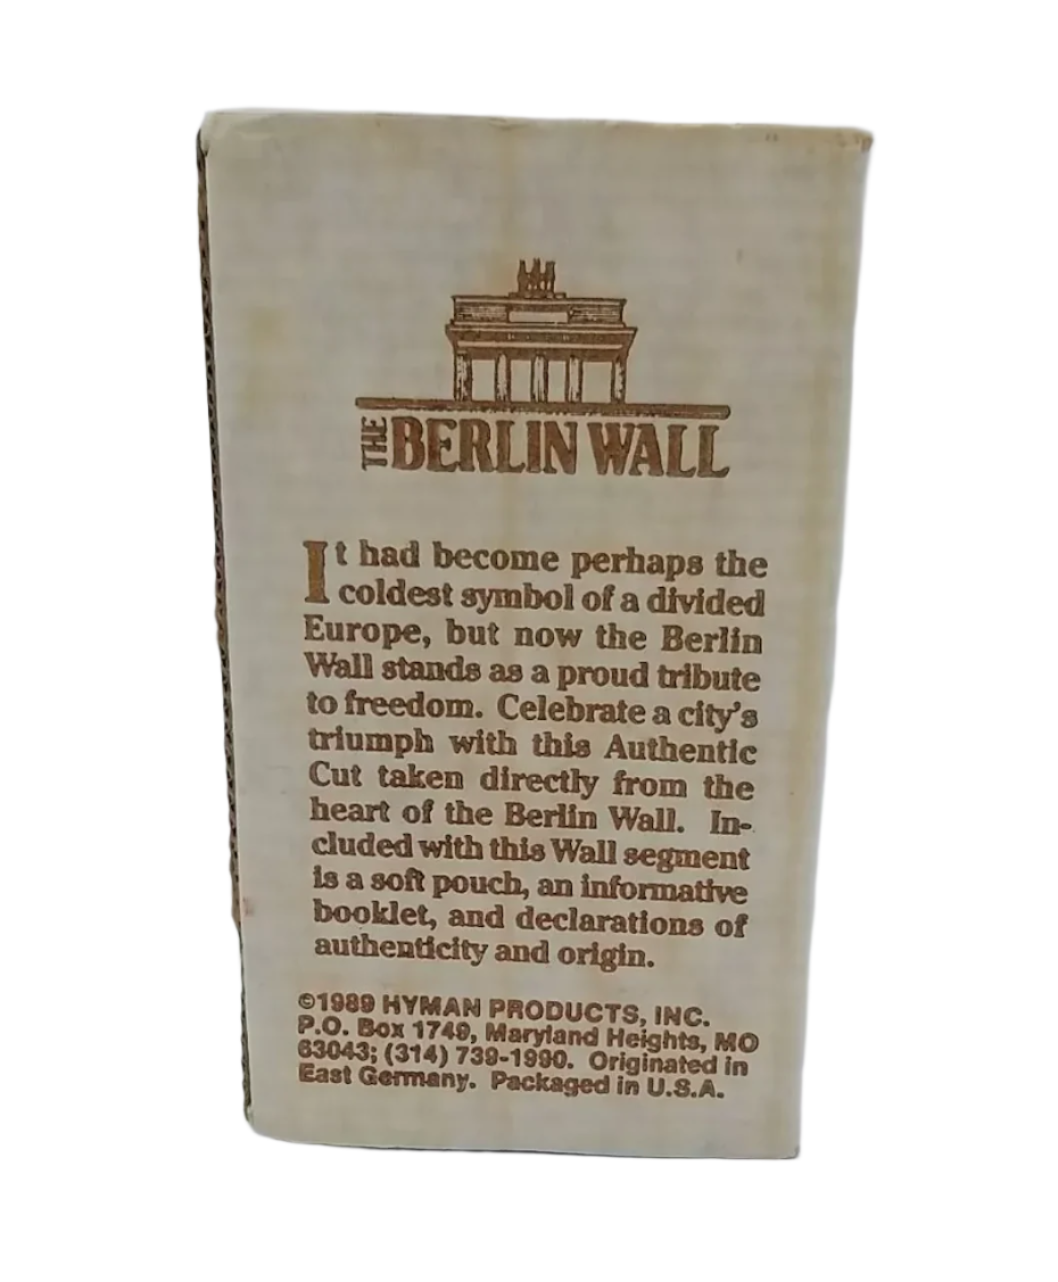 THE BERLIN WALL
It had become perhaps the
coldest symbol of a divided
Europe, but now the Berlin
Wall stands as a proud tribute
to freedom. Celebrate a city's
triumph with this Authentic
Cut taken directly from the
heart of the Berlin Wall. In-
cluded with this Wall segment
is a soft pouch, an informative
booklet, and declarations of
authenticity and origin.
©1989 HYMAN PRODUCTS, INC.
P.O. Box 1749, Maryland Heights, MO
63043; (314) 739-1990. Originated in
East Germany. Packaged in U.S.A.